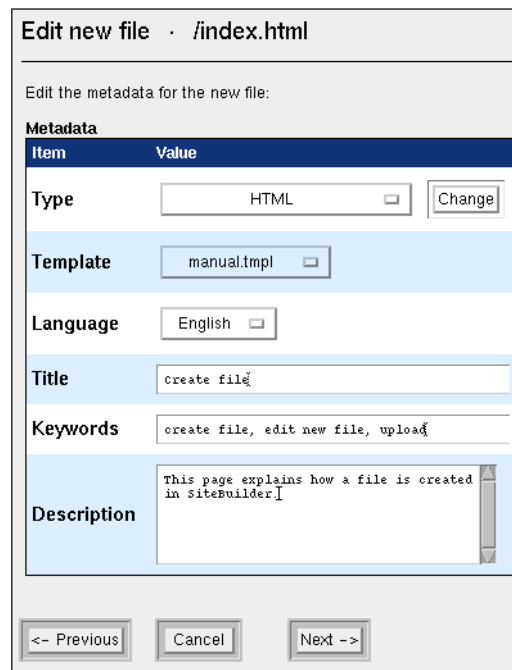 Edit new file · /index.html
Edit the metadata for the new file:
Metadata
Item Value
Type HTML Change
Template manual.tmpl
Language English
Title Create file
Keywords create file, edit new file, upload
Description This page explains how a file is created
in SiteBuilder.
<- Previous Cancel Next ->